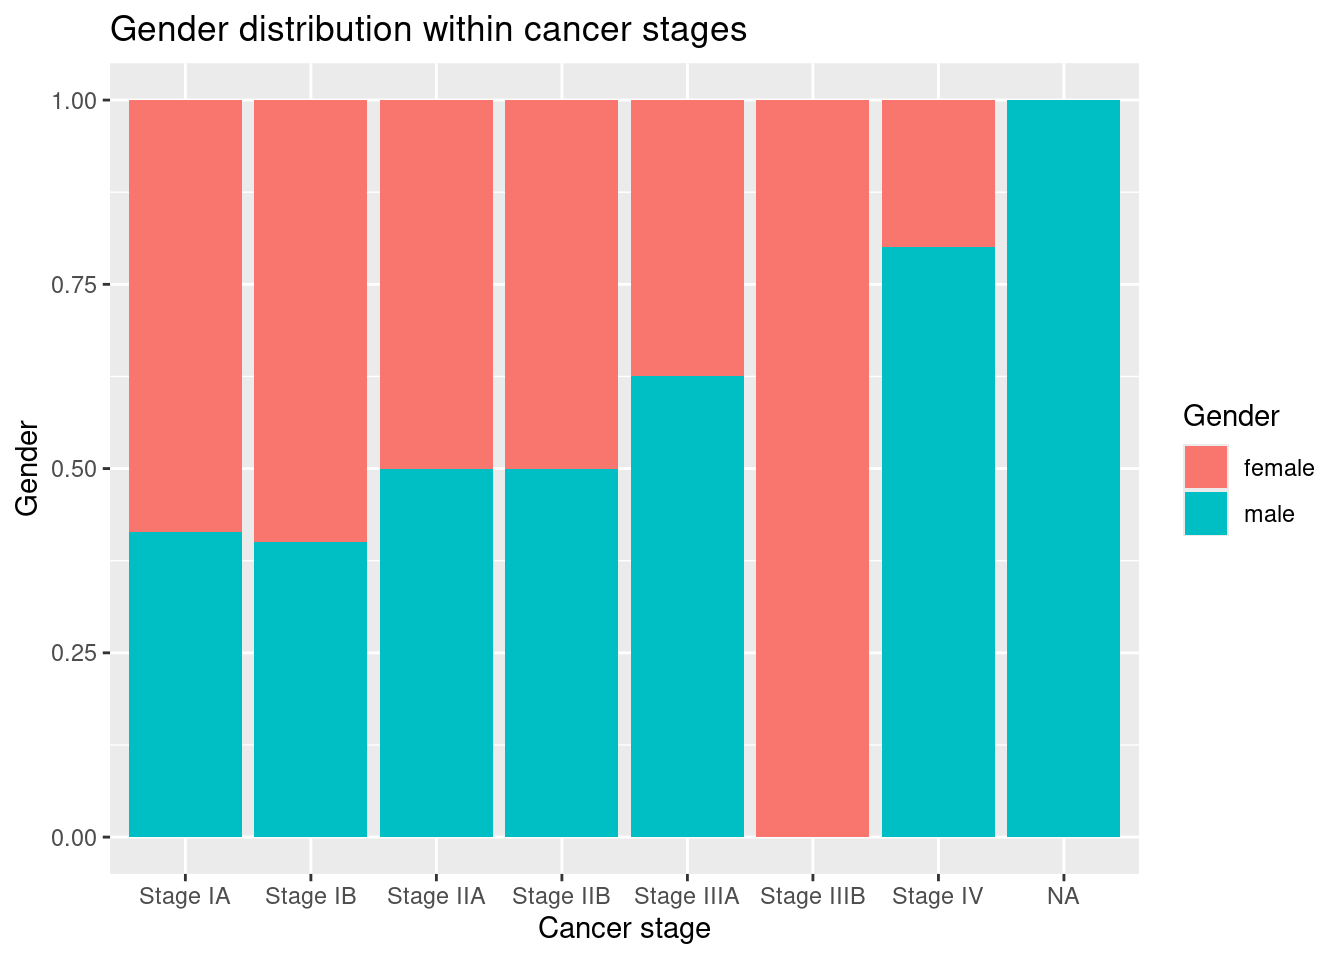 Gender distribution within cancer stages
1.00
0.75
0.50
0.25
0.00
Gender
Stage IA
Stage IB
Stage IIA
Stage IIB
Stage IIIA
Stage IIIB
Stage IV
NA
Cancer stage
Gender
female
male